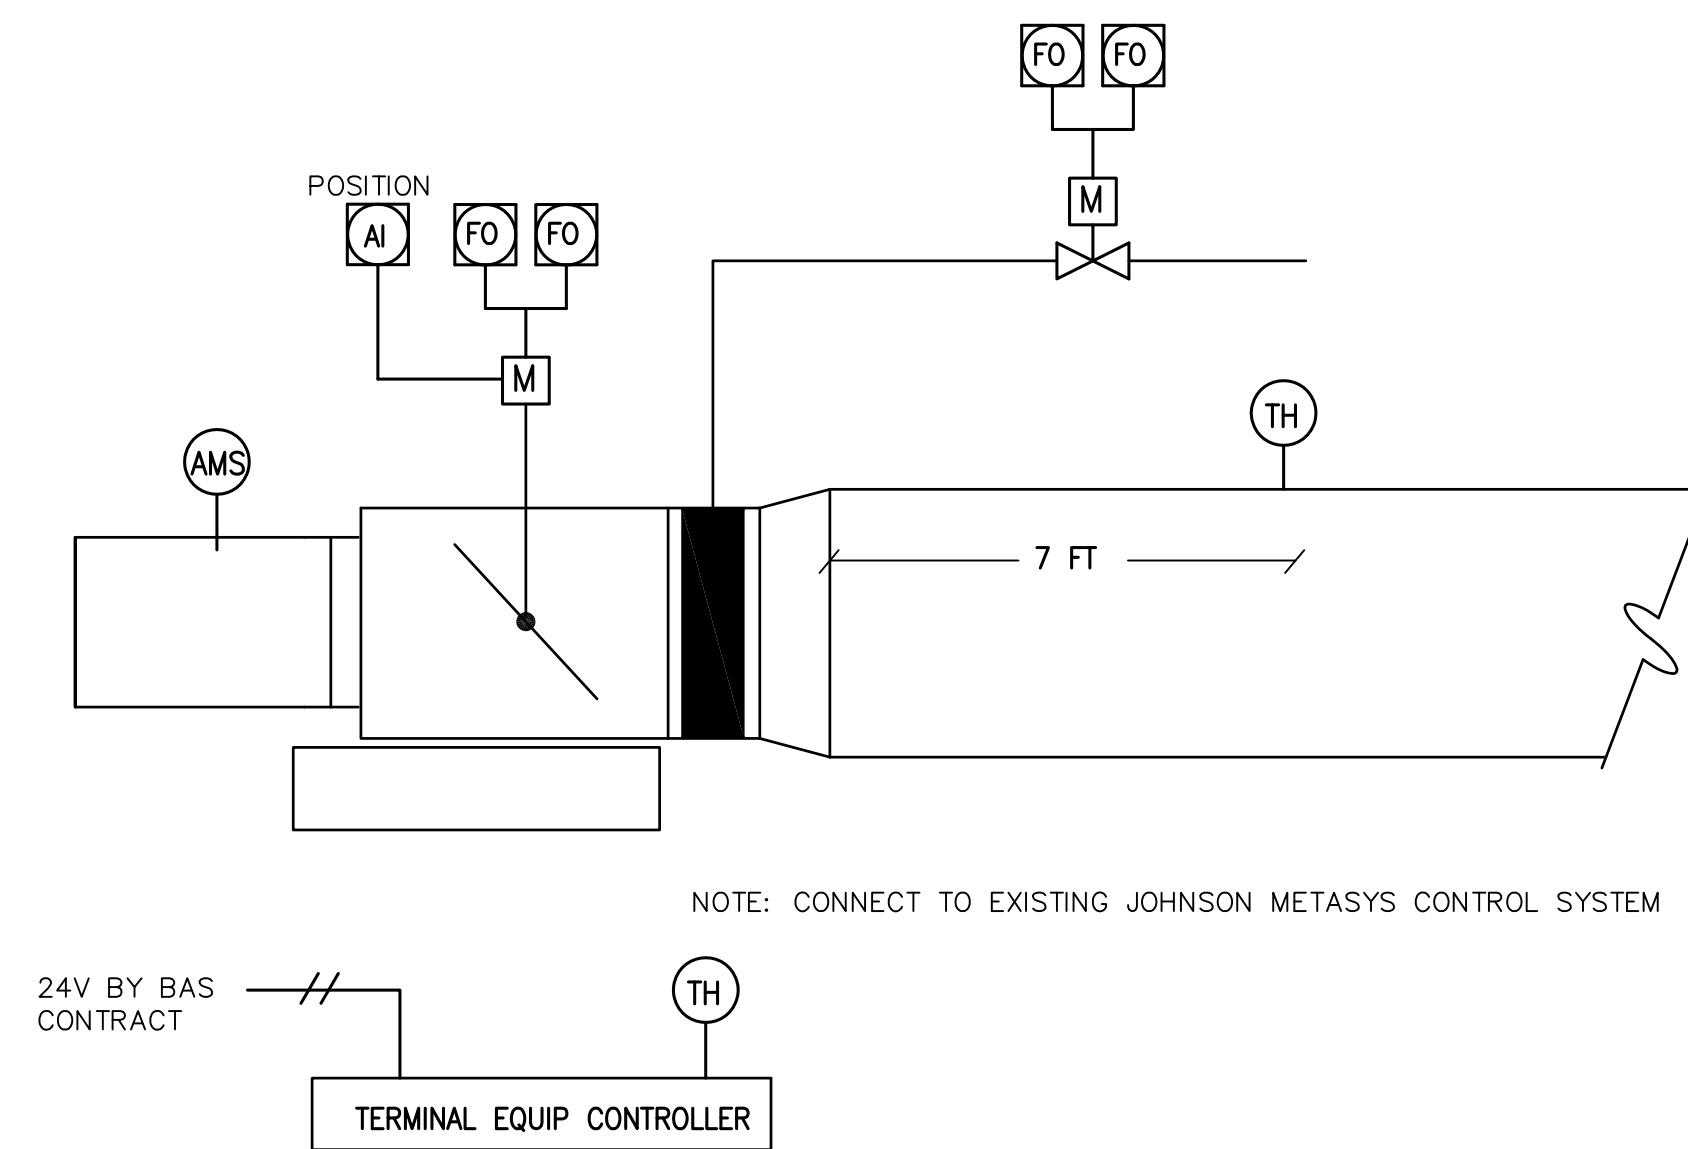 FO FO
POSITION
M
AI FO FO
M
TH
AMS
7 FT
NOTE: CONNECT TO EXISTING JOHNSON METASYS CONTROL SYSTEM
24V BY BAS
CONTRACT
TH
TERMINAL EQUIP CONTROLLER